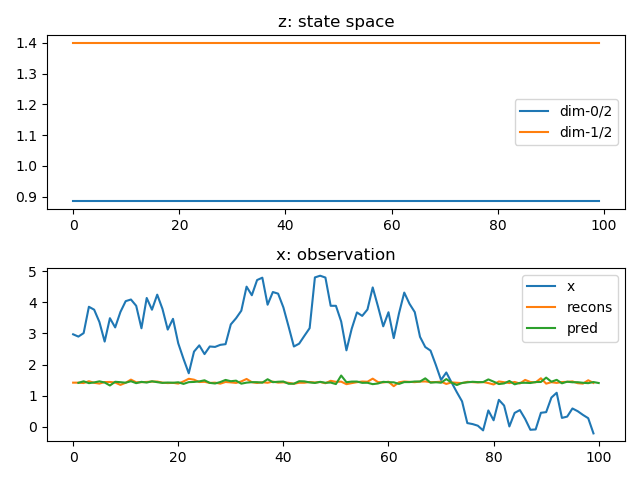 z: state space
1.4
1.3
1.2
1.1
1.0
0.9
dim-0/2
dim-1/2
0 20 40 60 80 100
x: observation
5
4
3
2
1
0
x
recons
pred
0 20 40 60 80 100